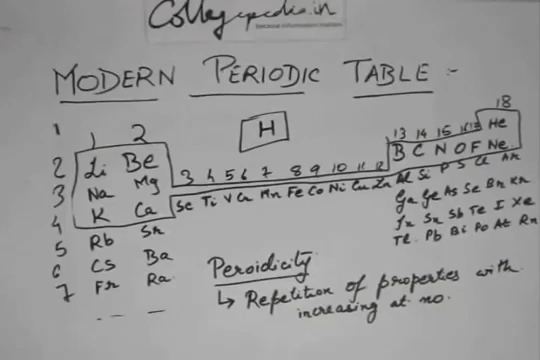 Collegepedia.in
MODERN PERIODIC TABLE :-
18
1 1 2 H 13 14 15 16 17 He
2 Li Be 3 4 5 6 7 8 9 10 11 12 B C N O F Ne
3 Na Mg Al Si P S Cl Ar
4 K Ca Sc Ti V Cr Mn Fe Co Ni Cu Zn Ga Ge As Se Br Kr
5 Rb Sr In Sn Sb Te I Xe
6 Cs Ba Tl Pb Bi Po At Rn
7 Fr Ra
Peroidicity
↳ Repetition of properties with
increasing at no.